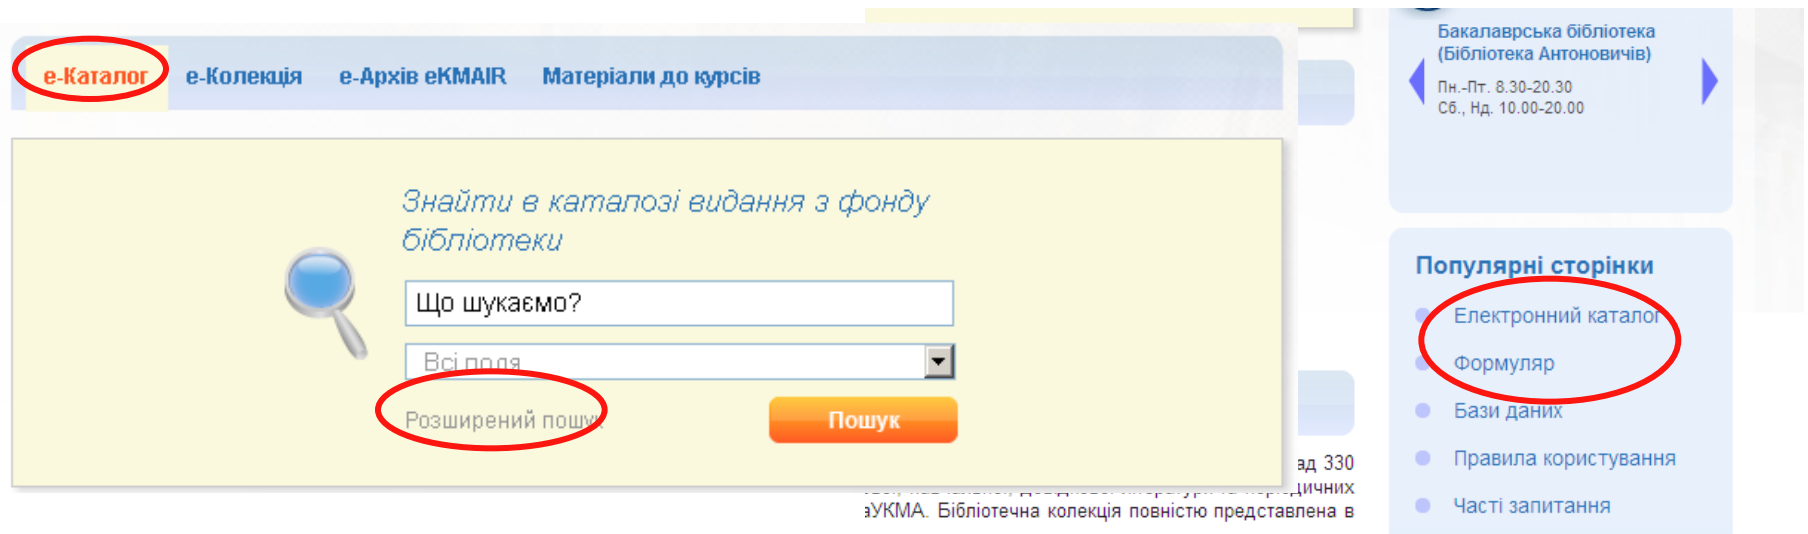 е-Каталог
е-Колекція
е-Архів eKMAIR
Матеріали до курсів
Знайти в каталозі видання з фонду
бібліотеки
Що шукаємо?
Всі поля
Розширений пошук
Пошук
ад 330
ичних
аУКМА. Бібліотечна колекція повністю представлена в
Бакалаврська бібліотека
(Бібліотека Антоновичів)
Пн.-Пт. 8.30-20.30
Сб., Нд. 10.00-20.00
Популярні сторінки
Електронний каталог
Формуляр
Бази даних
Правила користування
Часті запитання